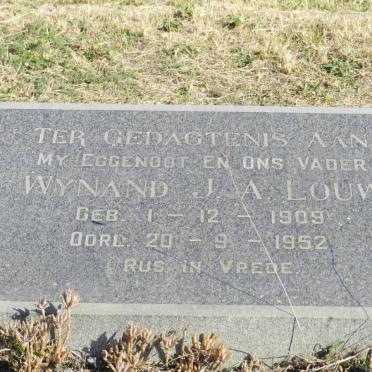 TER GEDAGTENIS AAN
MY EGGENOOT EN ONS VADER
WYNAND J. A. LOUW
GEB. 1 - 12 - 1909
OORL. 20 - 9 - 1952
RUS IN VREDE.